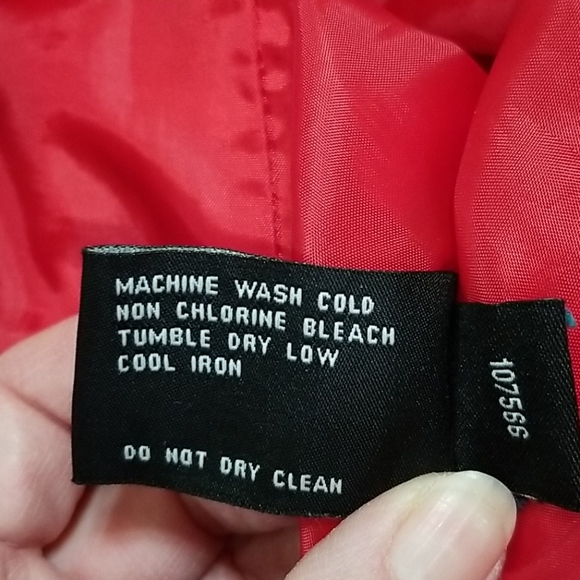 MACHINE WASH COLD
NON CHLORINE BLEACH
TUMBLE DRY LOW
COOL IRON
DO NOT DRY CLEAN
107566